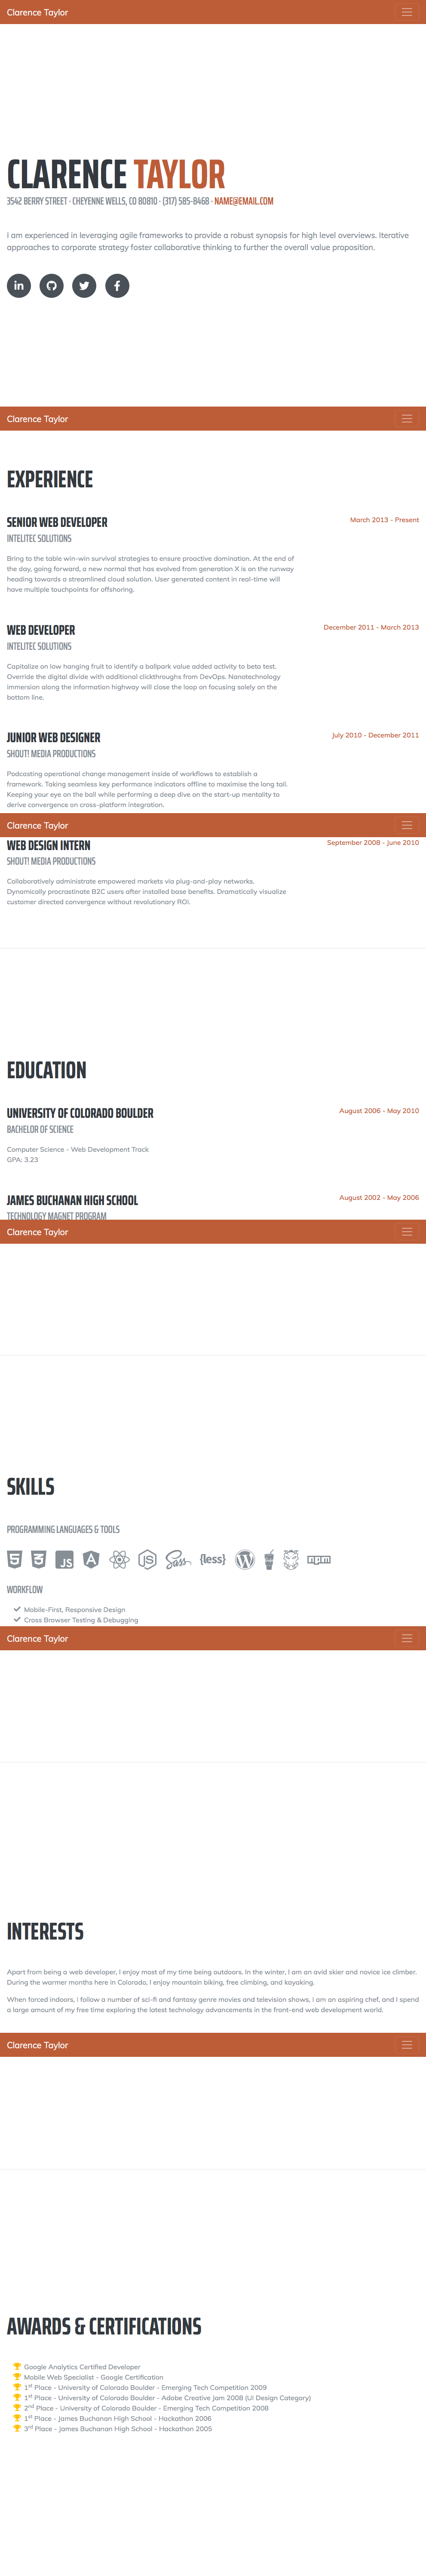 Clarence Taylor
CLARENCE TAYLOR
3542 BERRY STREET · CHEYENNE WELLS, CO 80810 · (317) 585-8468 · NAME@EMAIL.COM
I am experienced in leveraging agile frameworks to provide a robust synopsis for high level overviews. Iterative
approaches to corporate strategy foster collaborative thinking to further the overall value proposition.
Clarence Taylor
EXPERIENCE
SENIOR WEB DEVELOPER
March 2013 - Present
INTELITEC SOLUTIONS
Bring to the table win-win survival strategies to ensure proactive domination. At the end of
the day, going forward, a new normal that has evolved from generation X is on the runway
heading towards a streamlined cloud solution. User generated content in real-time will
have multiple touchpoints for offshoring.
WEB DEVELOPER
December 2011 - March 2013
INTELITEC SOLUTIONS
Capitalize on low hanging fruit to identify a ballpark value added activity to beta test.
Override the digital divide with additional clickthroughs from DevOps. Nanotechnology
immersion along the information highway will close the loop on focusing solely on the
bottom line.
JUNIOR WEB DESIGNER
July 2010 - December 2011
SHOUT! MEDIA PRODUCTIONS
Podcasting operational change management inside of workflows to establish a
framework. Taking seamless key performance indicators offline to maximise the long tail.
Keeping your eye on the ball while performing a deep dive on the start-up mentality to
derive convergence on cross-platform integration.
Clarence Taylor
WEB DESIGN INTERN
September 2008 - June 2010
SHOUT! MEDIA PRODUCTIONS
Collaboratively administrate empowered markets via plug-and-play networks.
Dynamically procrastinate B2C users after installed base benefits. Dramatically visualize
customer directed convergence without revolutionary ROI.
EDUCATION
UNIVERSITY OF COLORADO BOULDER
August 2006 - May 2010
BACHELOR OF SCIENCE
Computer Science - Web Development Track
GPA: 3.23
JAMES BUCHANAN HIGH SCHOOL
August 2002 - May 2006
TECHNOLOGY MAGNET PROGRAM
Clarence Taylor
SKILLS
PROGRAMMING LANGUAGES & TOOLS
JS Sass {less} npm
WORKFLOW
Mobile-First, Responsive Design
Cross Browser Testing & Debugging
Clarence Taylor
INTERESTS
Apart from being a web developer, I enjoy most of my time being outdoors. In the winter, I am an avid skier and novice ice climber.
During the warmer months here in Colorado, I enjoy mountain biking, free climbing, and kayaking.
When forced indoors, I follow a number of sci-fi and fantasy genre movies and television shows, I am an aspiring chef, and I spend
a large amount of my free time exploring the latest technology advancements in the front-end web development world.
Clarence Taylor
AWARDS & CERTIFICATIONS
Google Analytics Certified Developer
Mobile Web Specialist - Google Certification
1st Place - University of Colorado Boulder - Emerging Tech Competition 2009
1st Place - University of Colorado Boulder - Adobe Creative Jam 2008 (UI Design Category)
2nd Place - University of Colorado Boulder - Emerging Tech Competition 2008
1st Place - James Buchanan High School - Hackathon 2006
3rd Place - James Buchanan High School - Hackathon 2005